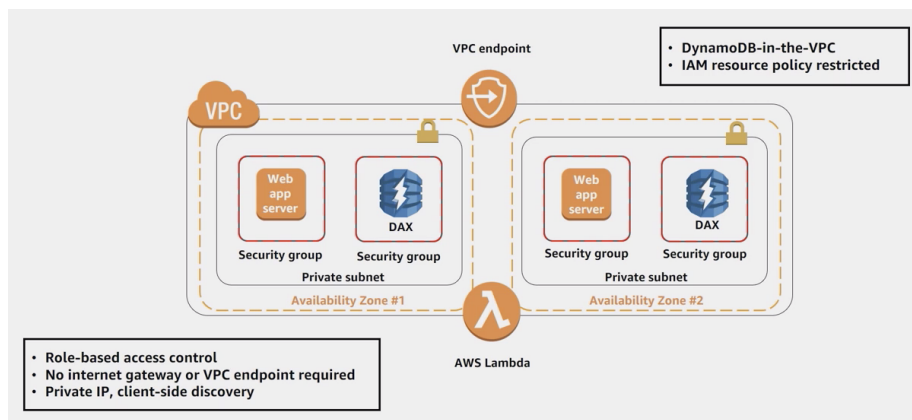 VPC endpoint
• DynamoDB-in-the-VPC
• IAM resource policy restricted
VPC
Web
app
server
DAX
Security group
Security group
Private subnet
Availability Zone #1
Web
app
server
DAX
Security group
Security group
Private subnet
Availability Zone #2
λ
AWS Lambda
• Role-based access control
• No internet gateway or VPC endpoint required
• Private IP, client-side discovery